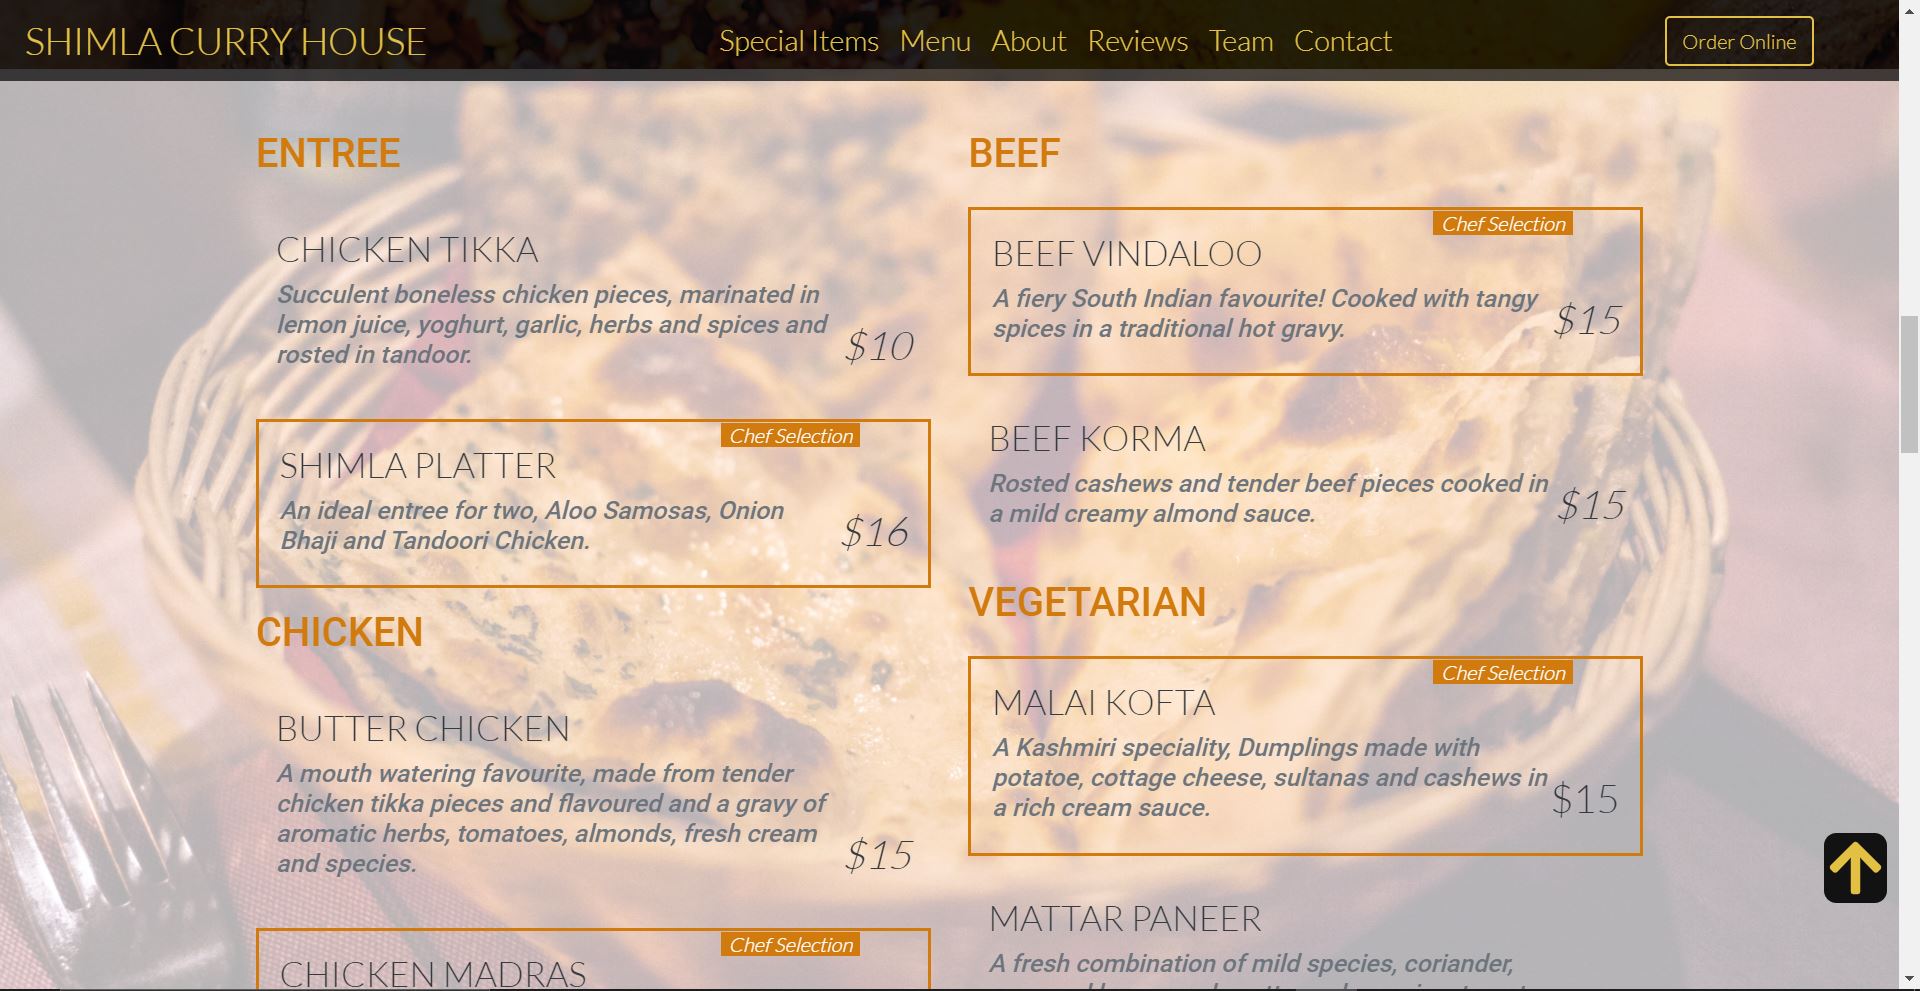 SHIMLA CURRY HOUSE
Special Items Menu About Reviews Team Contact
Order Online
ENTREE
CHICKEN TIKKA
Succulent boneless chicken pieces, marinated in
lemon juice, yoghurt, garlic, herbs and spices and
rosted in tandoor.
$10
Chef Selection
SHIMLA PLATTER
An ideal entree for two, Aloo Samosas, Onion
Bhaji and Tandoori Chicken.
$16
CHICKEN
BUTTER CHICKEN
A mouth watering favourite, made from tender
chicken tikka pieces and flavoured and a gravy of
aromatic herbs, tomatoes, almonds, fresh cream
and species.
$15
Chef Selection
CHICKEN MADRAS
BEEF
Chef Selection
BEEF VINDALOO
A fiery South Indian favourite! Cooked with tangy
spices in a traditional hot gravy.
$15
BEEF KORMA
Rosted cashews and tender beef pieces cooked in
a mild creamy almond sauce.
$15
VEGETARIAN
Chef Selection
MALAI KOFTA
A Kashmiri speciality, Dumplings made with
potatoe, cottage cheese, sultanas and cashews in
a rich cream sauce.
$15
MATTAR PANEER
A fresh combination of mild species, coriander,